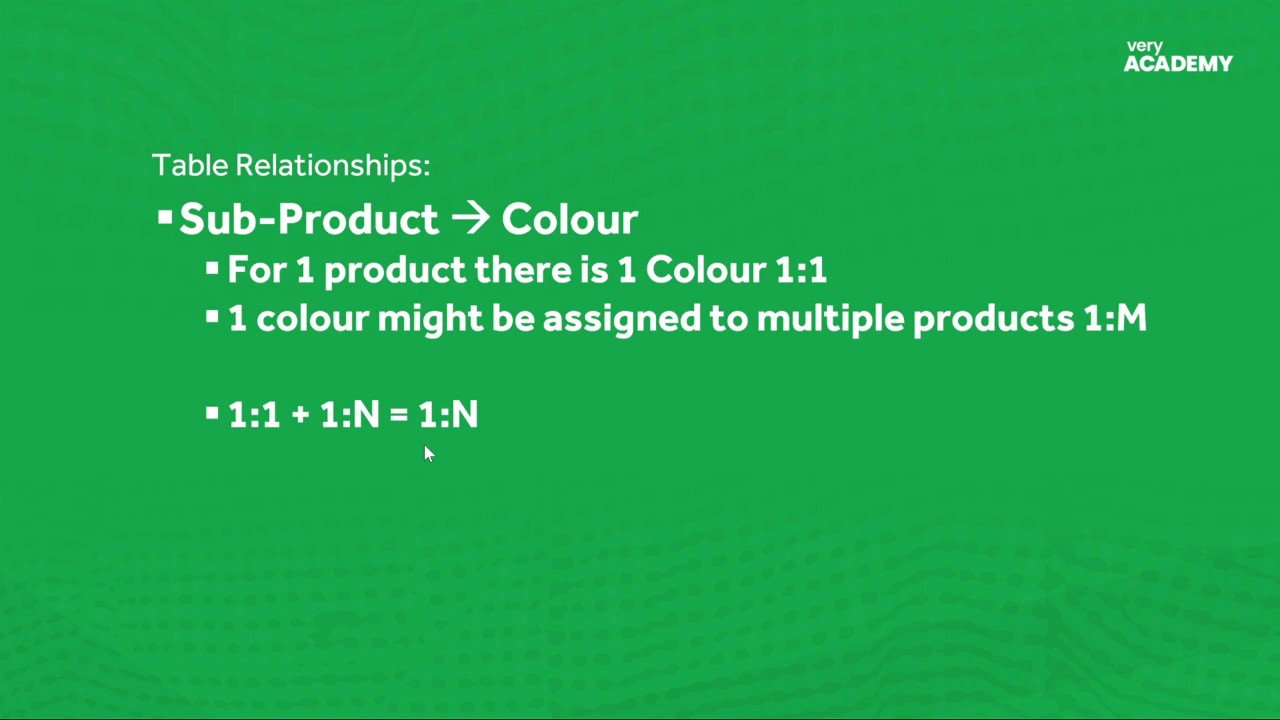 very
ACADEMY
Table Relationships:
▪Sub-Product → Colour
▪ For 1 product there is 1 Colour 1:1
▪ 1 colour might be assigned to multiple products 1:M
▪ 1:1 + 1:N = 1:N